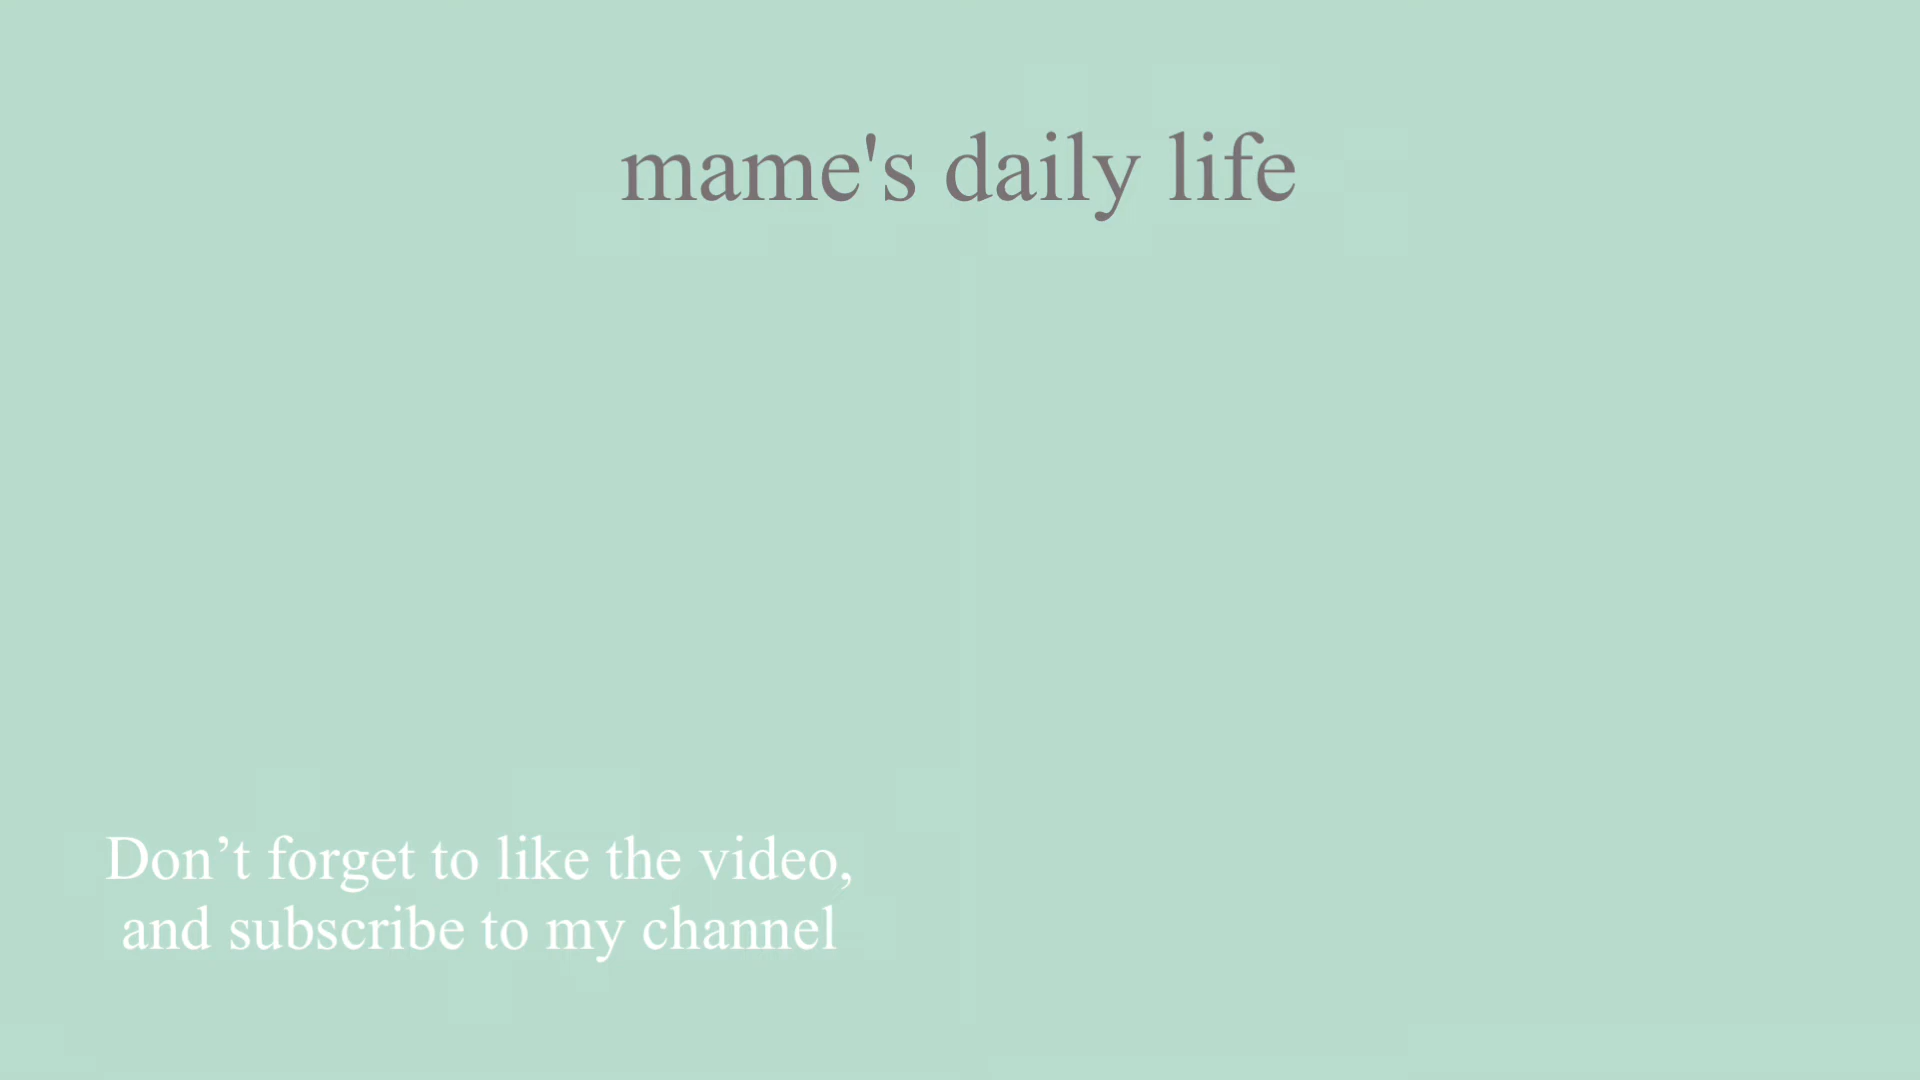 mame's daily life
Don’t forget to like the video,
and subscribe to my channel